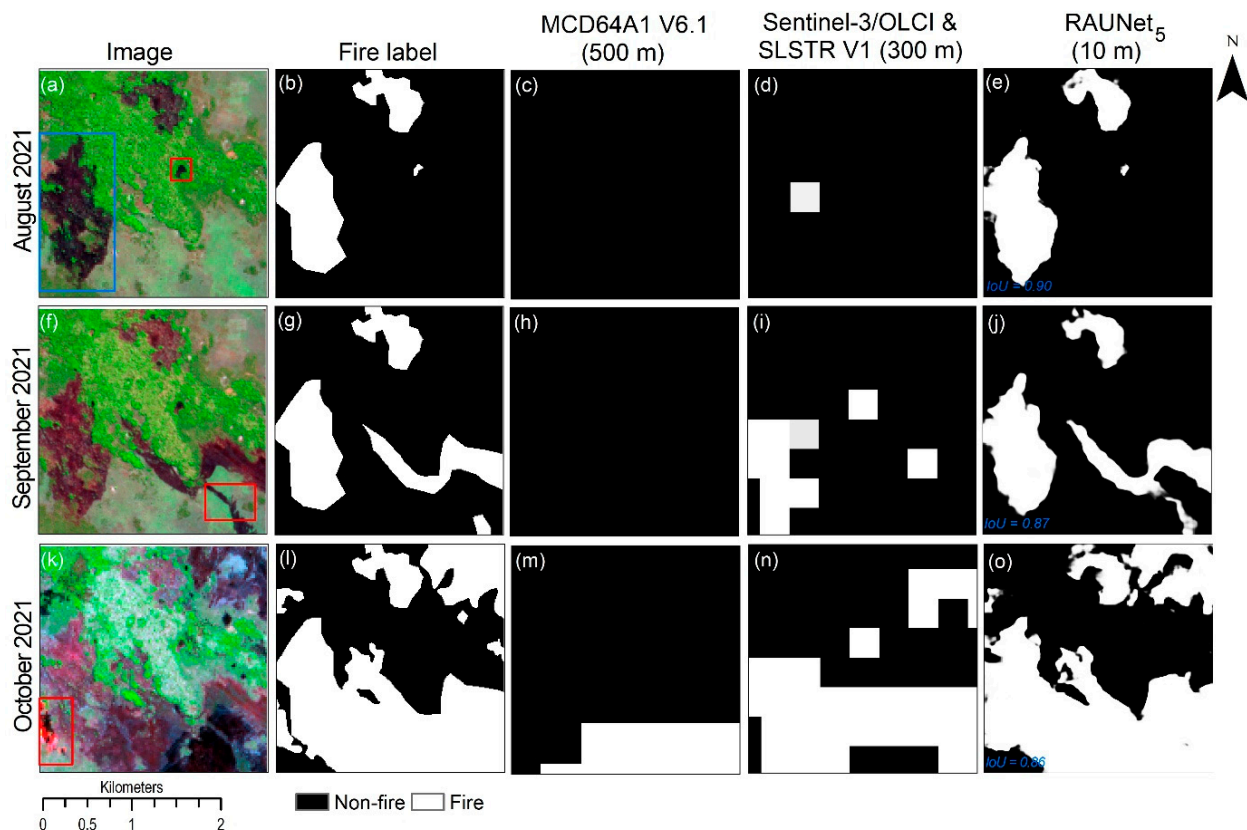 Image
Fire label
MCD64A1 V6.1
(500 m)
Sentinel-3/OLCI &
SLSTR V1 (300 m)
RAUNet5
(10 m)
N
August 2021
(a)
(b)
(c)
(d)
(e)
IoU = 0.90
September 2021
(f)
(g)
(h)
(i)
(j)
IoU = 0.87
October 2021
(k)
(l)
(m)
(n)
(o)
IoU = 0.86
Kilometers
0 0.5 1 2
Non-fire Fire